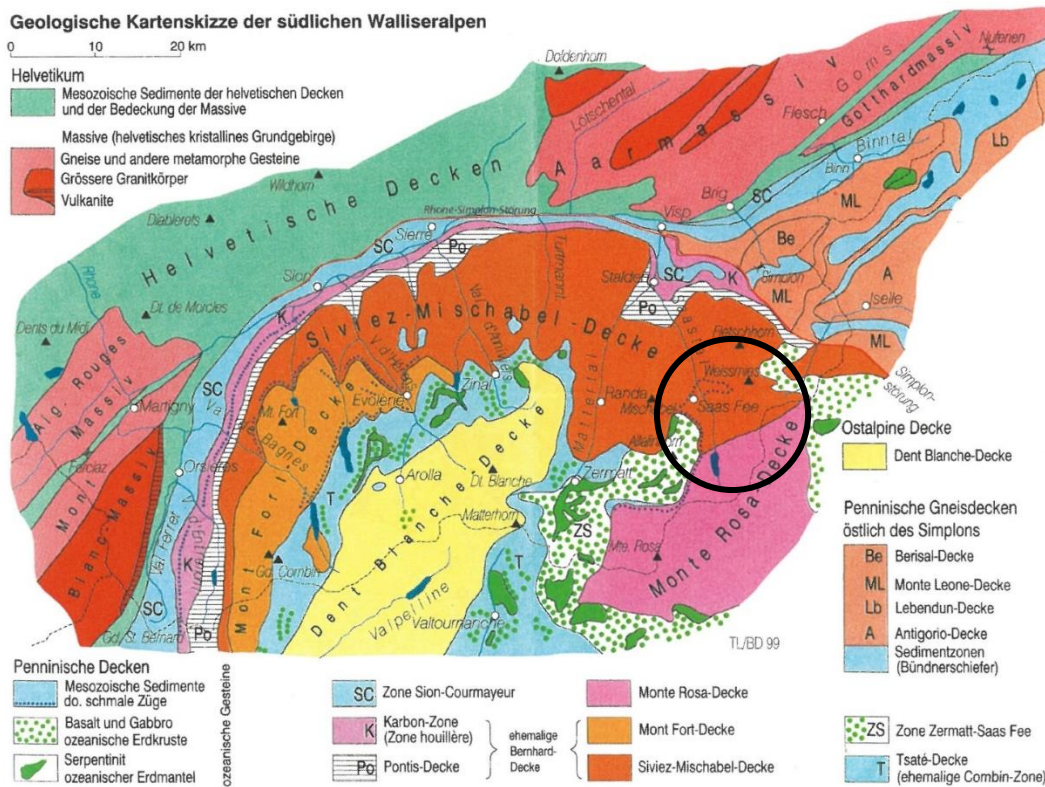 Geologische Kartenskizze der südlichen Walliseralpen
0 10 20 km
Helvetikum
Mesozoische Sedimente der helvetischen Decken
und der Bedeckung der Massive
Massive (helvetisches kristallines Grundgebirge)
Gneise und andere metamorphe Gesteine
Grössere Granitkörper
Vulkanite
Doldenhorn
Lötschental
Aarmassiv
Goms
Gotthardmassiv
Nufenen
Fiesch
Binntal
Binn
Lb
ML
Wildhorn
Diablerets
Helvetische Decken
Rhone-Simplon-Störung
Brig
SC
Visp
Be
Simplon
A
Iselle
ML
ML
Sierre
SC
Po
Sion
Stalden
SC
K
Po
Turtmanntal
Rhone
Dt. de Morcles
Dents du Midi
Aig. Rouges
Massiv
K
Siviez-Mischabel-Decke
Val d'Anniviers
Fletschhorn
Weissmies
Saas Fee
Simplon-
störung
Martigny
SC
Mt. Fort
Bagnes
Evolène
Zinal
Mattertal
Randa
Mischabel
Allalinhorn
Orsières
Mont Blanc-Massiv
Val Ferret
Arolla
Dt. Blanche
Zermatt
Matterhorn
T
ZS
Mte. Rosa
Monte Rosa-Decke
K
Gd. Combin
Mont Fort Decke
Dent Blanche Decke
Valpelline
Valtournanche
T
SC
Gd. St. Bernard
Po
TL/BD 99
Ostalpine Decke
Dent Blanche-Decke
Penninische Gneisdecken
östlich des Simplons
Be Berisal-Decke
ML Monte Leone-Decke
Lb Lebendun-Decke
A Antigorio-Decke
Sedimentzonen
(Bündnerschiefer)
Penninische Decken
Mesozoische Sedimente
do. schmale Züge
Basalt und Gabbro
ozeanische Erdkruste
Serpentinit
ozeanischer Erdmantel
ozeanische Gesteine
SC Zone Sion-Courmayeur
K Karbon-Zone
(Zone houillère)
Po Pontis-Decke
ehemalige
Bernhard-
Decke
Monte Rosa-Decke
Mont Fort-Decke
Siviez-Mischabel-Decke
ZS Zone Zermatt-Saas Fee
T Tsaté-Decke
(ehemalige Combin-Zone)